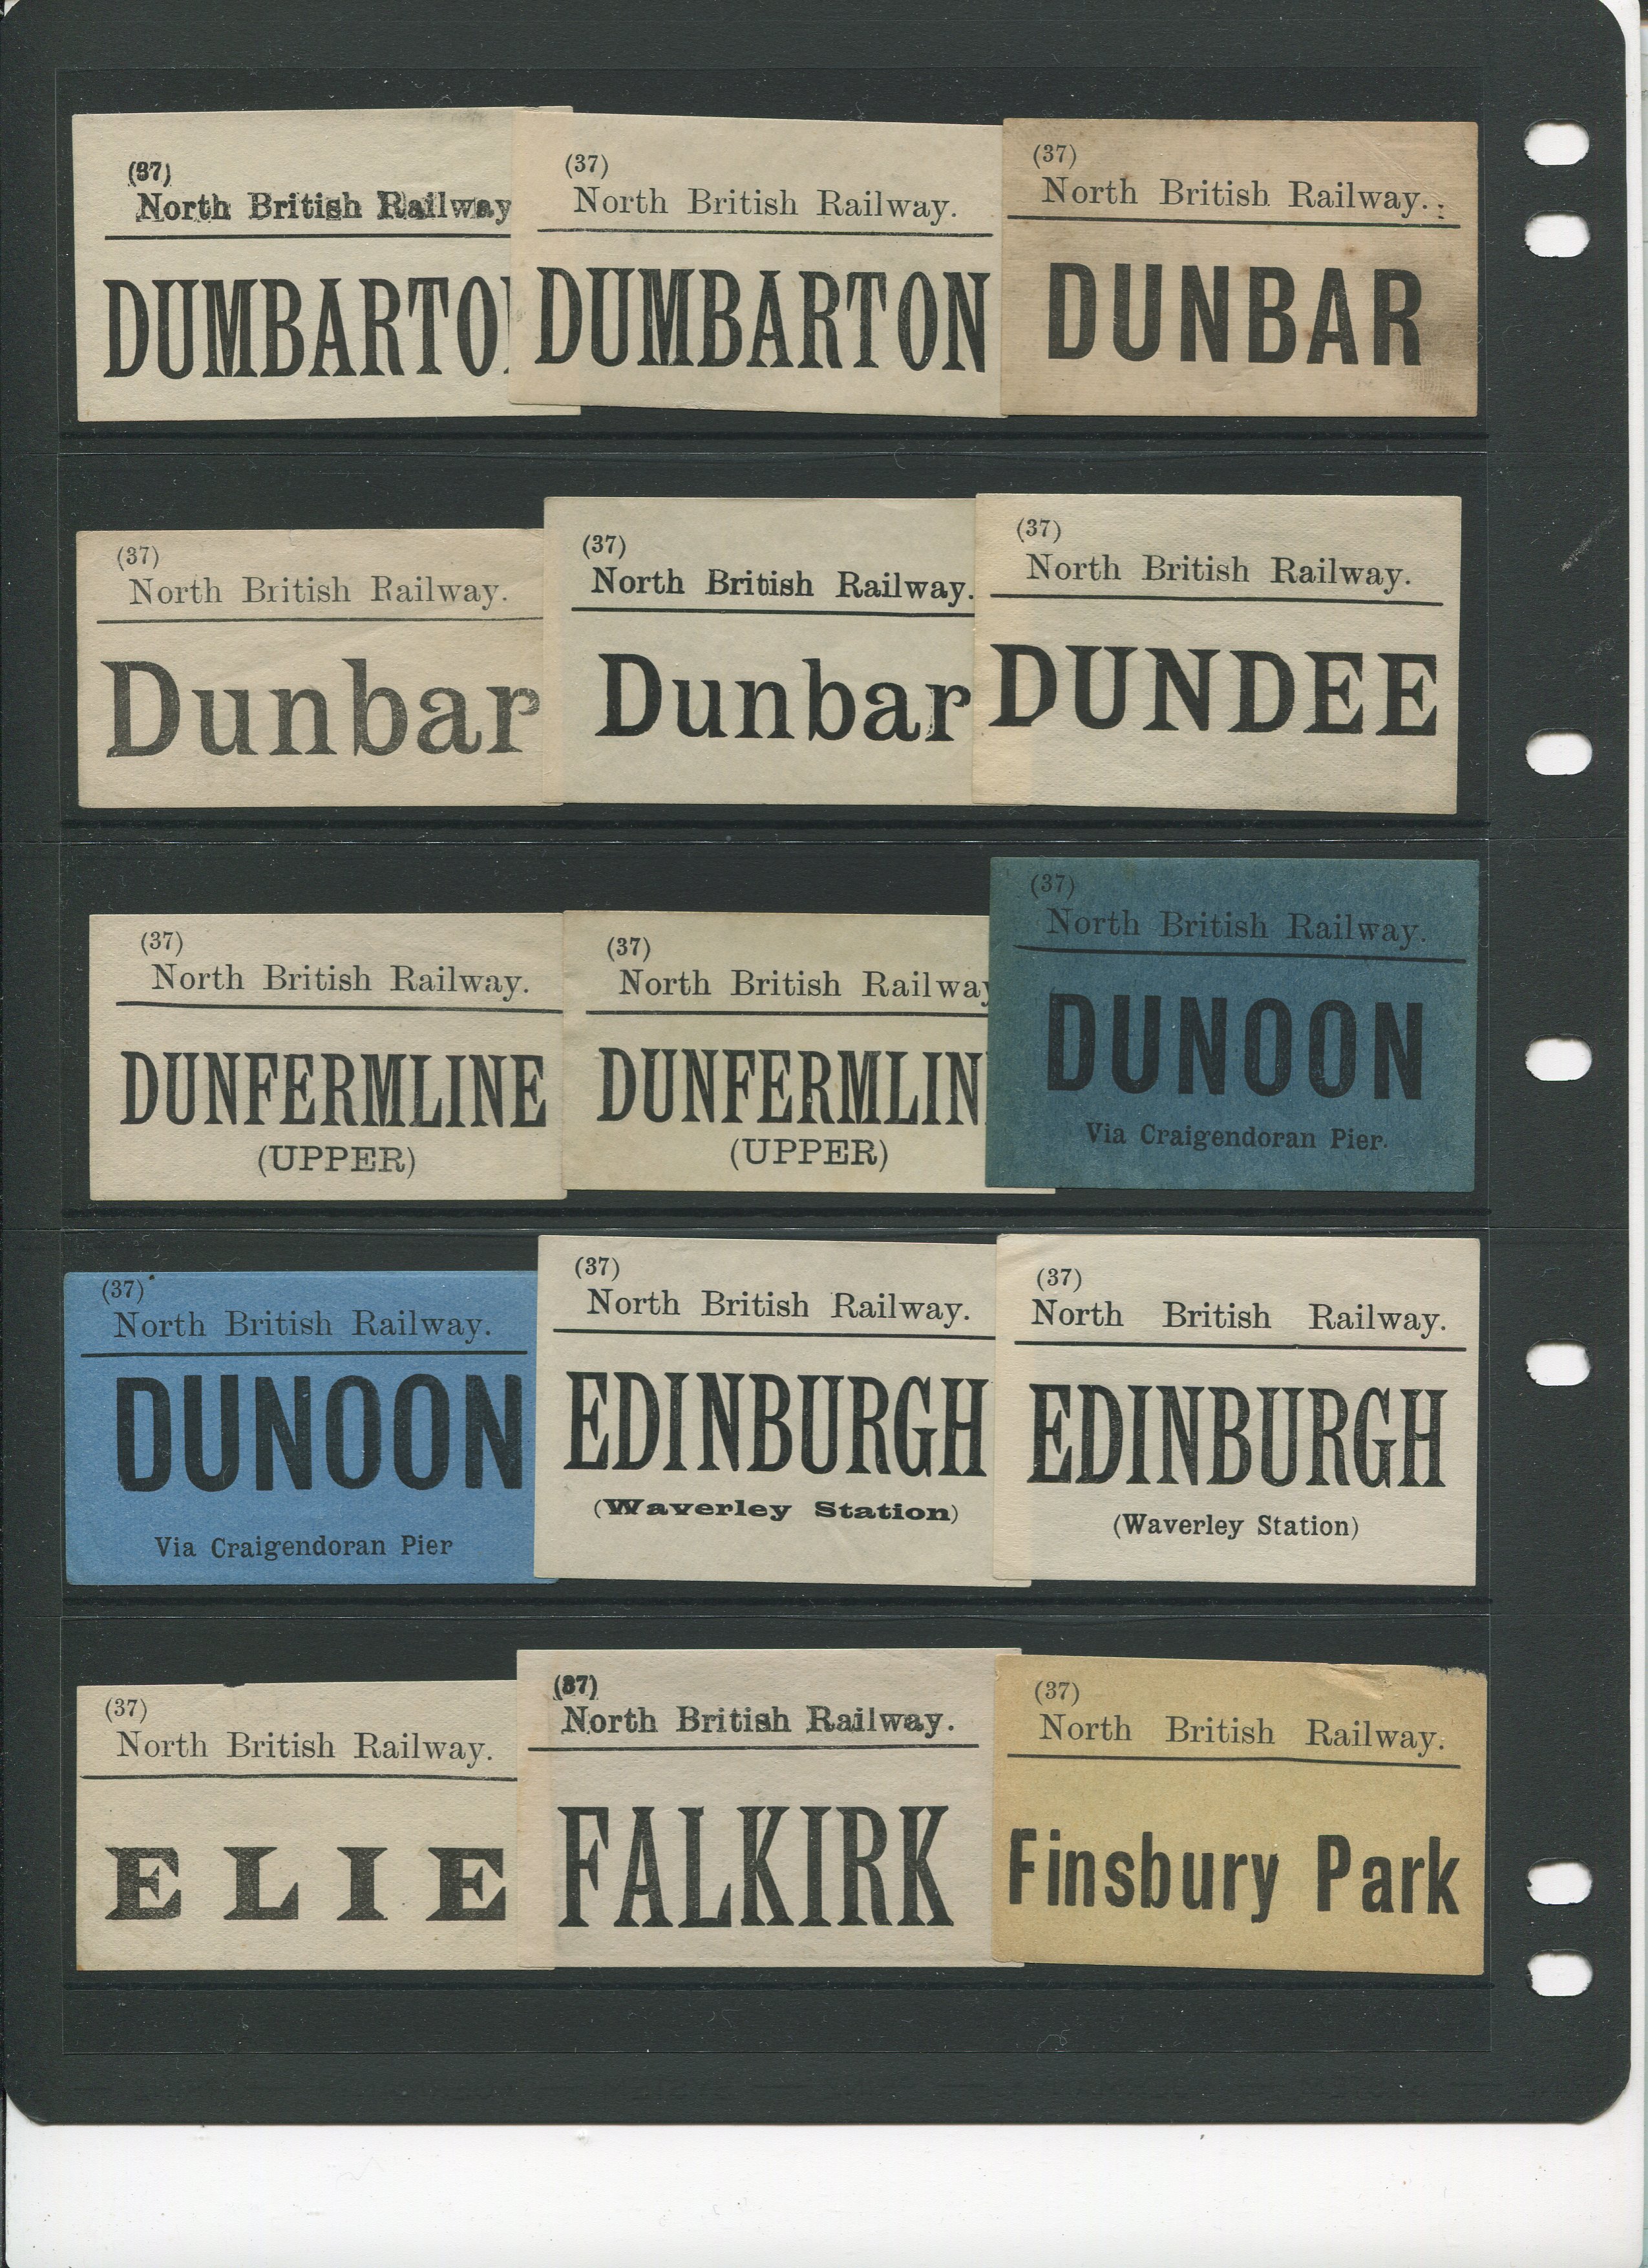 (37)
North British Railway
DUMBARTO
(37)
North British Railway.
DUMBARTON
(37)
North British Railway.
DUNBAR
(37)
North British Railway.
Dunbar
(37)
North British Railway.
Dunbar
(37)
North British Railway.
DUNDEE
(37)
North British Railway.
DUNFERMLINE
(UPPER)
(37)
North British Railway
DUNFERMLIN
(UPPER)
(37)
North British Railway.
DUNOON
Via Craigendoran Pier.
(37)
North British Railway.
DUNOON
Via Craigendoran Pier
(37)
North British Railway.
EDINBURGH
(Waverley Station)
(37)
North British Railway.
EDINBURGH
(Waverley Station)
(37)
North British Railway.
ELIE
(37)
North British Railway.
FALKIRK
(37)
North British Railway.
Finsbury Park